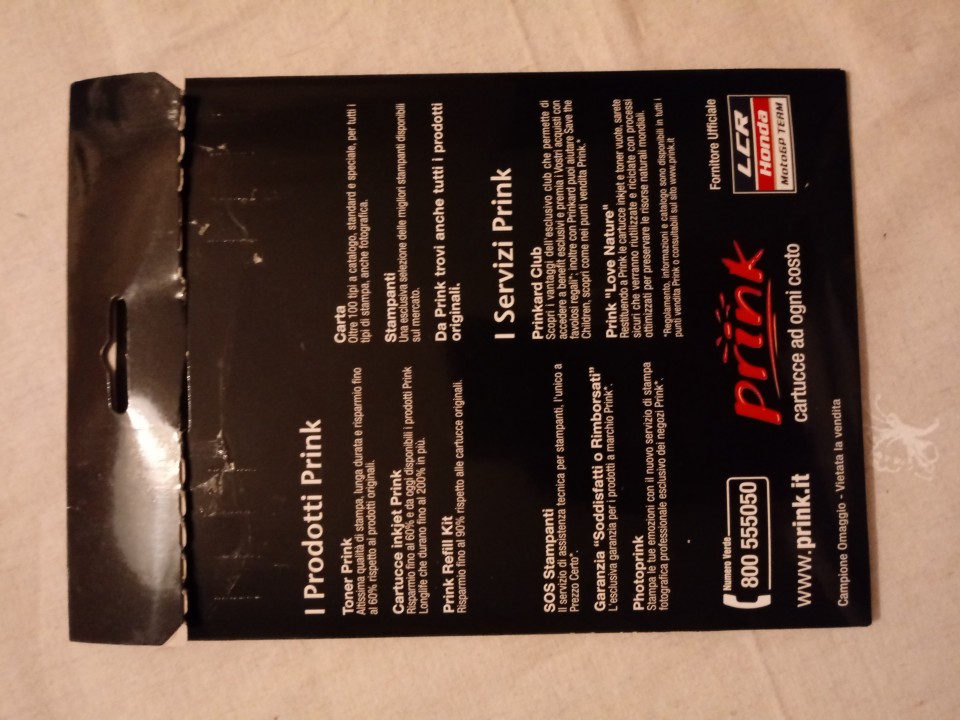 I Prodotti Prink
Toner Prink
Altissima qualità di stampa, lunga durata e risparmio fino
al 60% rispetto ai prodotti originali.
Cartucce inkjet Prink
Risparmio fino al 60% e da oggi disponibili i prodotti Prink
Longlife che durano fino al 200% in più.
Prink Refill Kit
Risparmio fino al 90% rispetto alle cartucce originali.
Carta
Oltre 100 tipi a catalogo, standard e speciale, per tutti i
tipi di stampa, anche fotografica.
Stampanti
Una esclusiva selezione delle migliori stampanti disponibili
sul mercato.
Da Prink trovi anche tutti i prodotti
originali.
I Servizi Prink
SOS Stampanti
Il servizio di assistenza tecnica per stampanti, l'unico a
Prezzo Certo*.
Garanzia "Soddisfatti o Rimborsati"
L'esclusiva garanzia per i prodotti a marchio Prink*.
Photoprink
Stampa le tue emozioni con il nuovo servizio di stampa
fotografica professionale esclusivo dei negozi Prink*.
Prinkard Club
Scopri i vantaggi dell'esclusivo club che permette di
accedere a benefit esclusivi e premia i Vostri acquisti con
favolosi regali*; inoltre con Prinkard puoi aiutare Save the
Children, scopri come nei punti vendita Prink.*
Prink "Love Nature"
Restituendo a Prink le cartucce inkjet e toner vuote, sarete
sicuri che verranno riutilizzate e riciclate con processi
ottimizzati per preservare le risorse naturali mondiali.
*Regolamento, informazioni e catalogo sono disponibili in tutti i
punti vendita Prink o consultabili sul sito www.prink.it
Numero Verde
800 555050
www.prink.it
prink
cartucce ad ogni costo
Fornitore Ufficiale
LCR
Honda
MotoGP TEAM
Campione Omaggio - Vietata la vendita